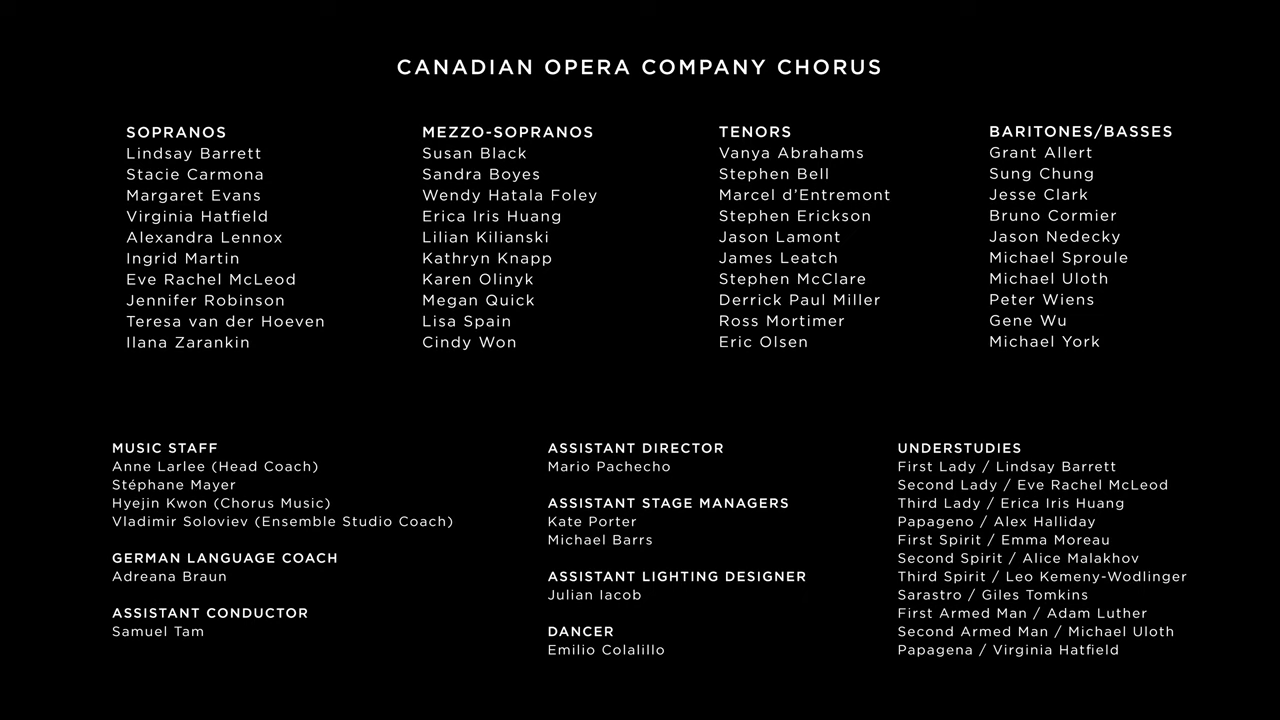 CANADIAN OPERA COMPANY CHORUS
SOPRANOS
Lindsay Barrett
Stacie Carmona
Margaret Evans
Virginia Hatfield
Alexandra Lennox
Ingrid Martin
Eve Rachel McLeod
Jennifer Robinson
Teresa van der Hoeven
Ilana Zarankin
MEZZO-SOPRANOS
Susan Black
Sandra Boyes
Wendy Hatala Foley
Erica Iris Huang
Lilian Kilianski
Kathryn Knapp
Karen Olinyk
Megan Quick
Lisa Spain
Cindy Won
TENORS
Vanya Abrahams
Stephen Bell
Marcel d’Entremont
Stephen Erickson
Jason Lamont
James Leatch
Stephen McClare
Derrick Paul Miller
Ross Mortimer
Eric Olsen
BARITONES/BASSES
Grant Allert
Sung Chung
Jesse Clark
Bruno Cormier
Jason Nedecky
Michael Sproule
Michael Uloth
Peter Wiens
Gene Wu
Michael York
MUSIC STAFF
Anne Larlee (Head Coach)
Stéphane Mayer
Hyejin Kwon (Chorus Music)
Vladimir Soloviev (Ensemble Studio Coach)
GERMAN LANGUAGE COACH
Adreana Braun
ASSISTANT CONDUCTOR
Samuel Tam
ASSISTANT DIRECTOR
Mario Pachecho
ASSISTANT STAGE MANAGERS
Kate Porter
Michael Barrs
ASSISTANT LIGHTING DESIGNER
Julian Iacob
DANCER
Emilio Colalillo
UNDERSTUDIES
First Lady / Lindsay Barrett
Second Lady / Eve Rachel McLeod
Third Lady / Erica Iris Huang
Papageno / Alex Halliday
First Spirit / Emma Moreau
Second Spirit / Alice Malakhov
Third Spirit / Leo Kemeny-Wodlinger
Sarastro / Giles Tomkins
First Armed Man / Adam Luther
Second Armed Man / Michael Uloth
Papagena / Virginia Hatfield